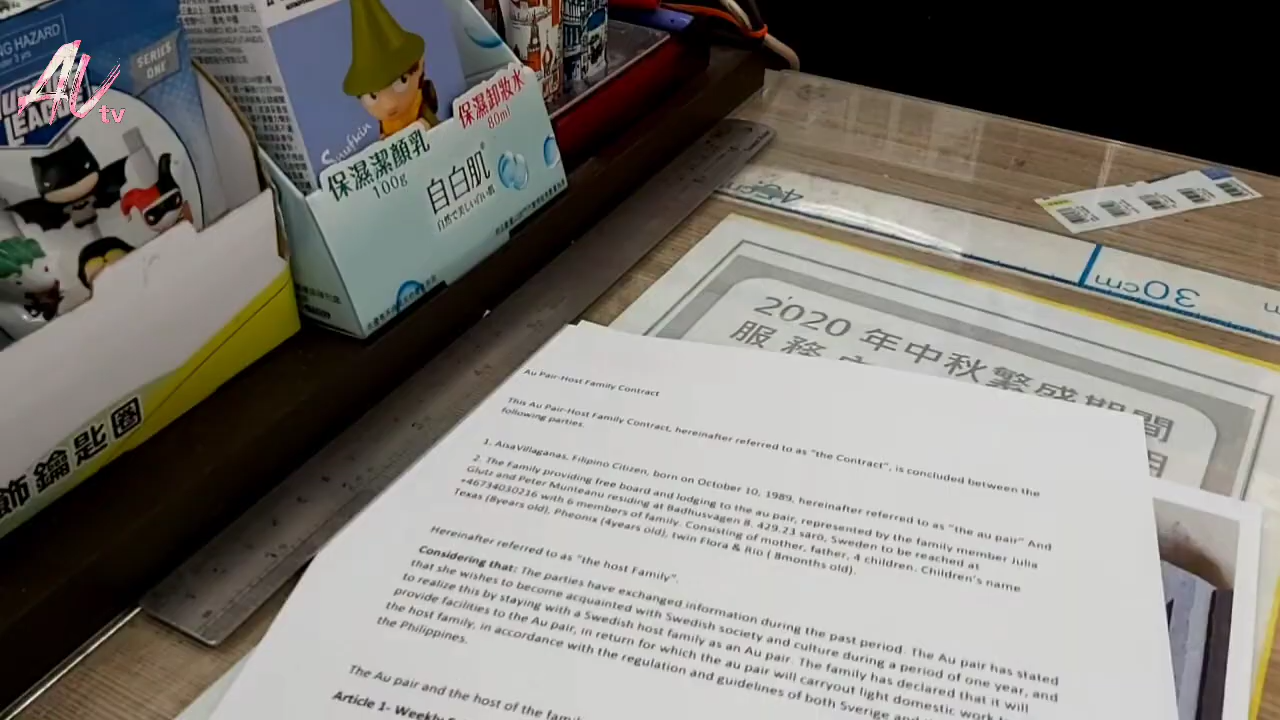 AU tv
NG HAZARD
SERIES
ONE
LEAGU
飾鑰匙圈
Snufkin
保濕潔顏乳
100g
保濕卸妝水
80ml
自白肌
30cm
2020 年中秋繁成期間
服務
Au Pair-Host Family Contract
This Au Pair-Host Family Contract, hereinafter referred to as "the Contract", is concluded between the
following parties.
1. AisaVillaganas, Filipino Citizen, born on October 10, 1989, hereinafter referred to as "the au pair" And
2. The Family providing free board and lodging to the au pair, represented by the family member Julia
Glutz and Peter Munteanu residing at Badhusvagen 8, 429.23 saro, Sweden to be reached at
+46734030216 with 6 members of family. Consisting of mother, father, 4 children. Children's name
Texas (8years old), Pheonix (4years old), twin Flora & Rio ( 8months old).
Hereinafter referred to as "the host Family".
Considering that: The parties have exchanged information during the past period. The Au pair has stated
that she wishes to become acquainted with Swedish society and culture during a period of one year, and
to realize this by staying with a Swedish host family as an Au pair. The family has declared that it will
provide facilities to the Au pair, in return for which the au pair will carryout light domestic work
the host family, in accordance with the regulation and guidelines of both Sverige and
the Philippines.
The Au pair and the host of the
Article 1- Weekly